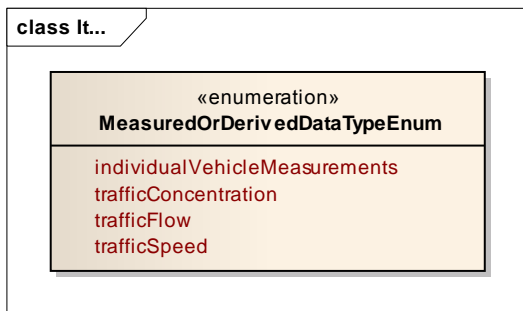 class It...
«enumeration»
MeasuredOrDerivedDataTypeEnum
individualVehicleMeasurements
trafficConcentration
trafficFlow
trafficSpeed